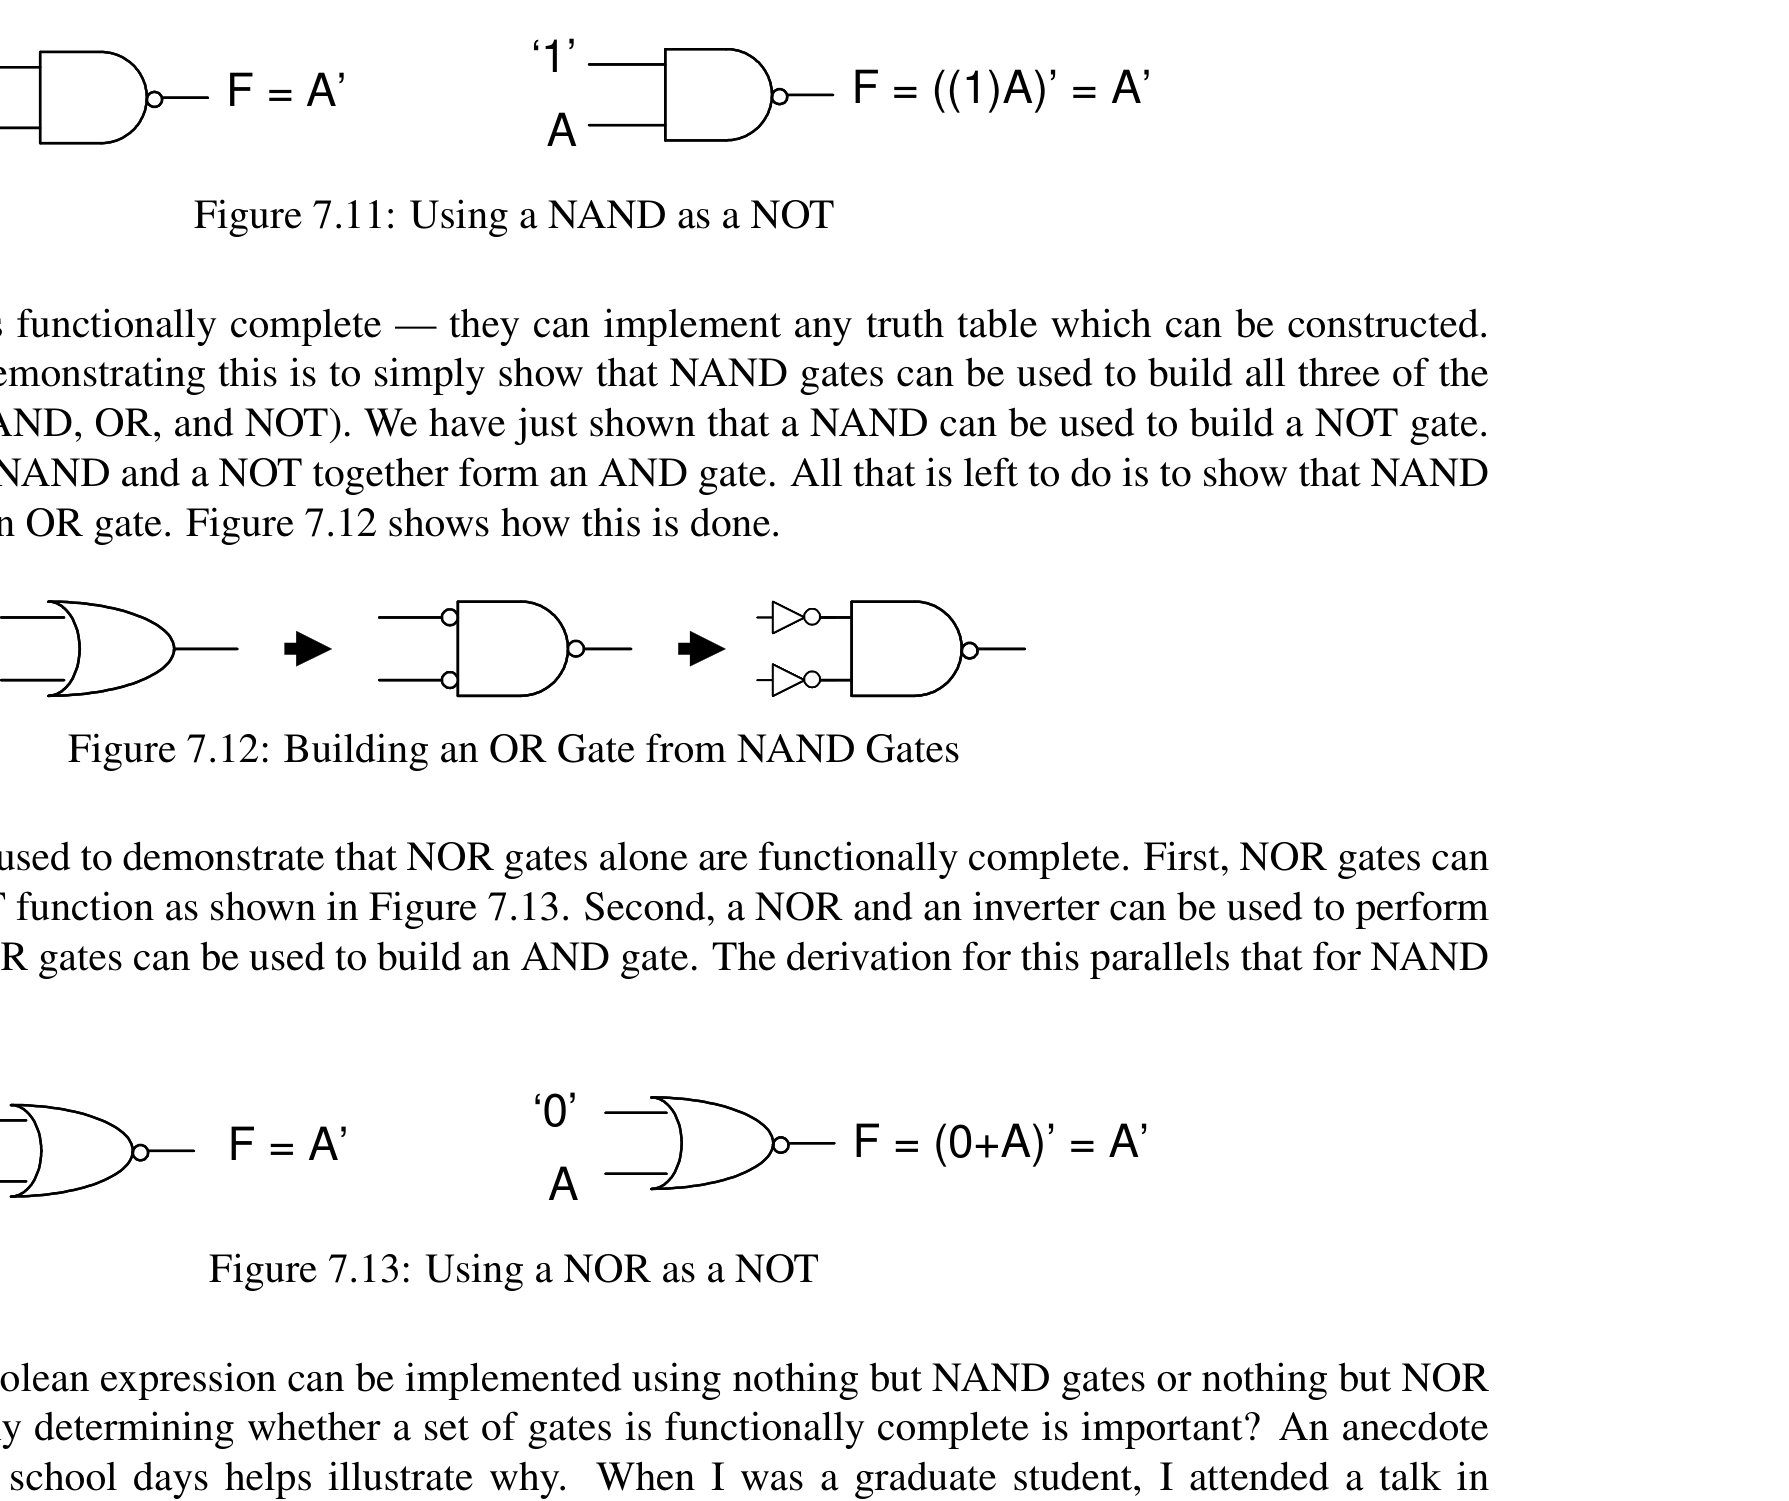 F = A’ ‘1’ A F = ((1)A)’ = A’
Figure 7.11: Using a NAND as a NOT
functionally complete — they can implement any truth table which can be constructed.
emonstrating this is to simply show that NAND gates can be used to build all three of the
AND, OR, and NOT). We have just shown that a NAND can be used to build a NOT gate.
NAND and a NOT together form an AND gate. All that is left to do is to show that NAND
n OR gate. Figure 7.12 shows how this is done.
Figure 7.12: Building an OR Gate from NAND Gates
used to demonstrate that NOR gates alone are functionally complete. First, NOR gates can
function as shown in Figure 7.13. Second, a NOR and an inverter can be used to perform
R gates can be used to build an AND gate. The derivation for this parallels that for NAND
F = A’ ‘0’ A F = (0+A)’ = A’
Figure 7.13: Using a NOR as a NOT
olean expression can be implemented using nothing but NAND gates or nothing but NOR
y determining whether a set of gates is functionally complete is important? An anecdote
school days helps illustrate why. When I was a graduate student, I attended a talk in